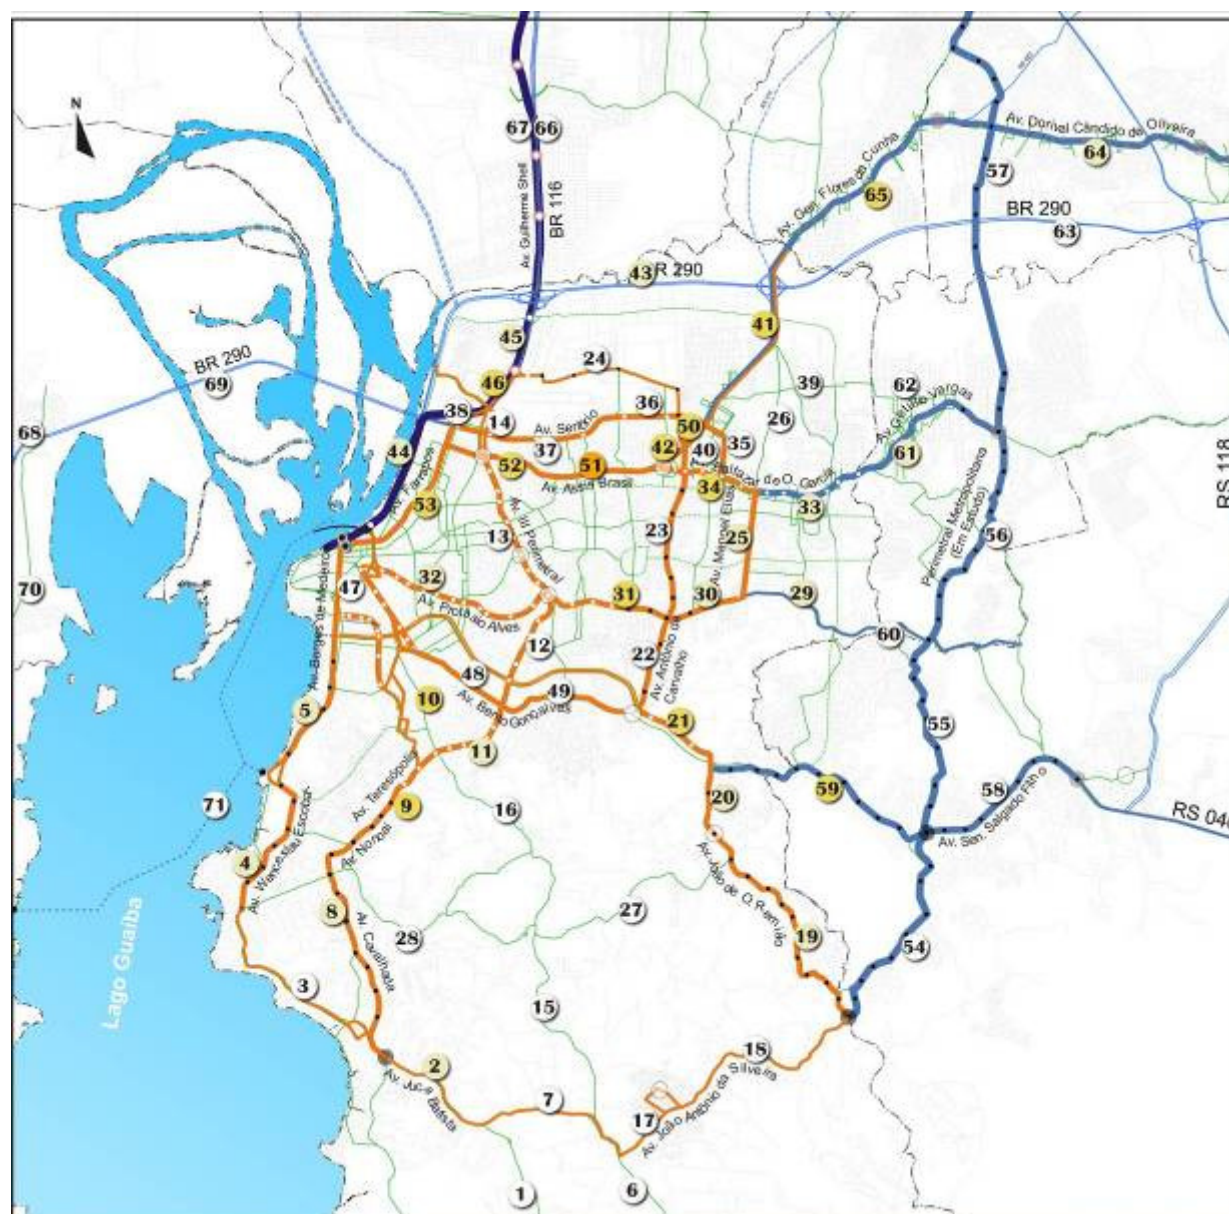 N
67
66
Av. Dorival Cândido de Oliveira
64
57
Av. Guilherme Shell
BR 116
Av. Gen. Flores da Cunha
65
BR 290
63
43
R 290
45
41
24
BR 290
69
46
39
62
Av. Getúlio Vargas
68
38
14
36
26
Av. Sertório
37
50
35
44
42
40
61
RS 118
52
51
Av. Assis Brasil
Av. Baltazar de O. Garcia
34
Av. Farrapos
53
33
13
Av. III Perimetral
23
Av. Manoel Elias
25
Perimetral Metropolitana
(Em Estudo)
56
47
32
70
31
30
29
Av. Protásio Alves
Av. Borges de Medeiros
12
60
22
Av. Antônio de
Carvalho
48
49
10
Av. Bento Gonçalves
5
21
55
11
Av. Teresópolis
59
58
9
20
71
16
Av. Sen. Salgado Filho
RS 040
Av. Wenceslau Escobar
Av. Nonoai
4
Av. João de O. Remião
8
27
Av. Cavalhada
28
19
54
Lago Guaíba
3
15
18
2
Av. Juca Batista
7
17
Av. João Antônio da Silveira
1
6